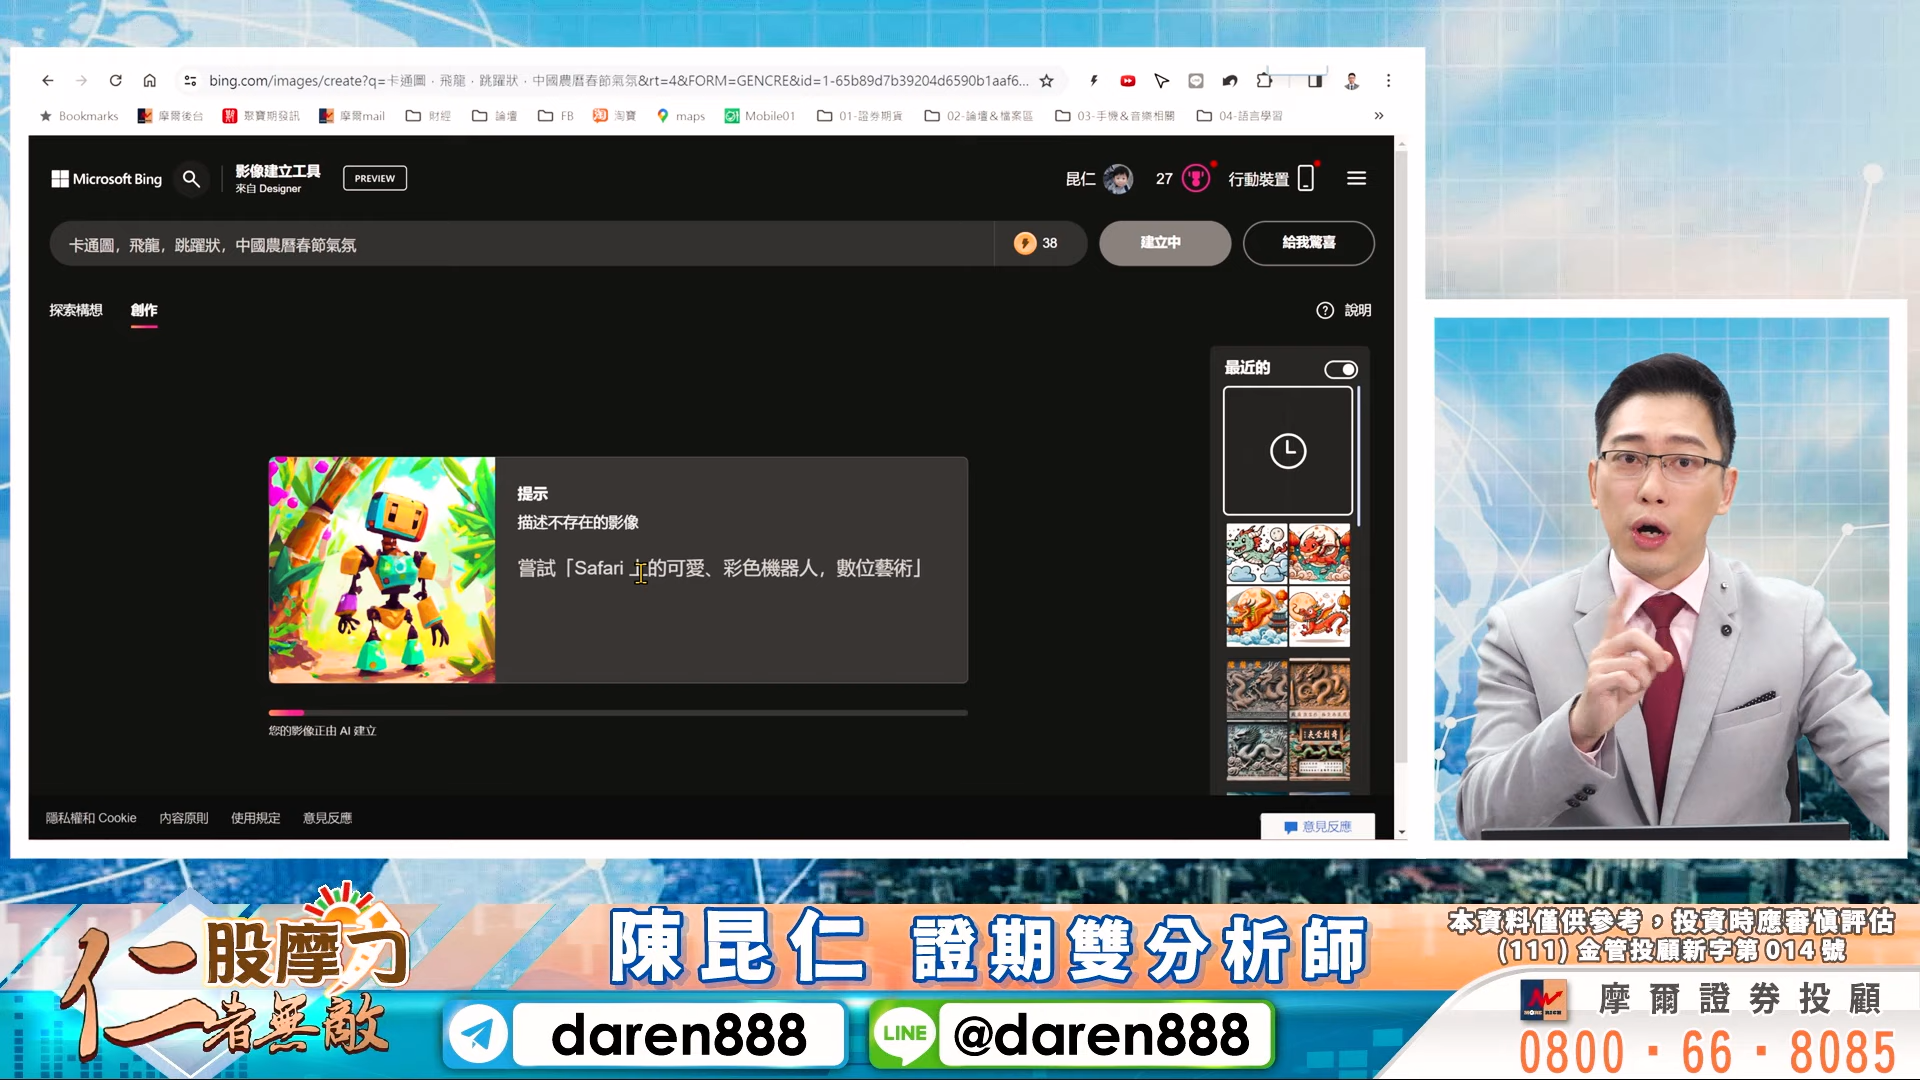 bing.com/images/create?q=卡通圖，飛龍，跳躍狀，中國農曆春節氣氛&rt=4&FORM=GENCRE&id=1-65b89d7b39204d6590b1aaf6...
Bookmarks 摩爾後台 聚寶期發訊 摩爾mail 財經 論壇 FB 淘寶 maps Mobile01 01-證券期貨 02-論壇&檔案區 03-手機&音樂相關 04-語言學習 »
Microsoft Bing 影像建立工具 PREVIEW 昆仁 27 行動裝置
來自 Designer
卡通圖，飛龍，跳躍狀，中國農曆春節氣氛 38 建立中 給我驚喜
探索構想 創作 說明
最近的
提示
描述不存在的影像
嘗試「Safari 上的可愛、彩色機器人，數位藝術」
您的影像正由 AI 建立
隱私權和 Cookie 內容原則 使用規定 意見反應
意見反應
股摩力
仁者無敵
陳昆仁 證期雙分析師
daren888
LINE @daren888
本資料僅供參考，投資時應審慎評估
(111) 金管投顧新字第 014 號
摩爾證券投顧
0800·66·8085